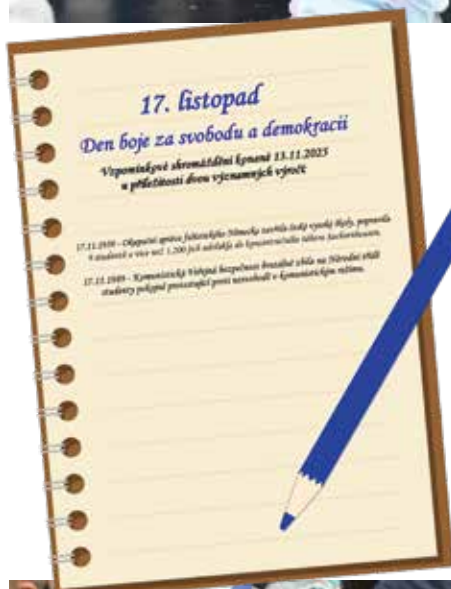 17. listopad
Den boje za svobodu a demokracii
Vzpomínkové shromáždění konané 13.11.2025
u příležitosti dvou významných výročí:
17.11.1939 - Okupační správa fašistického Německa zavřela české vysoké školy, popravila
9 studentů a více než 1.200 jich odvlekla do koncentračního tábora Sachsenhausen.
17.11.1989 - Komunistická Veřejná bezpečnost brutálně zbila na Národní třídě
studenty pokojně protestující proti nesvobodě a komunistickém režimu.